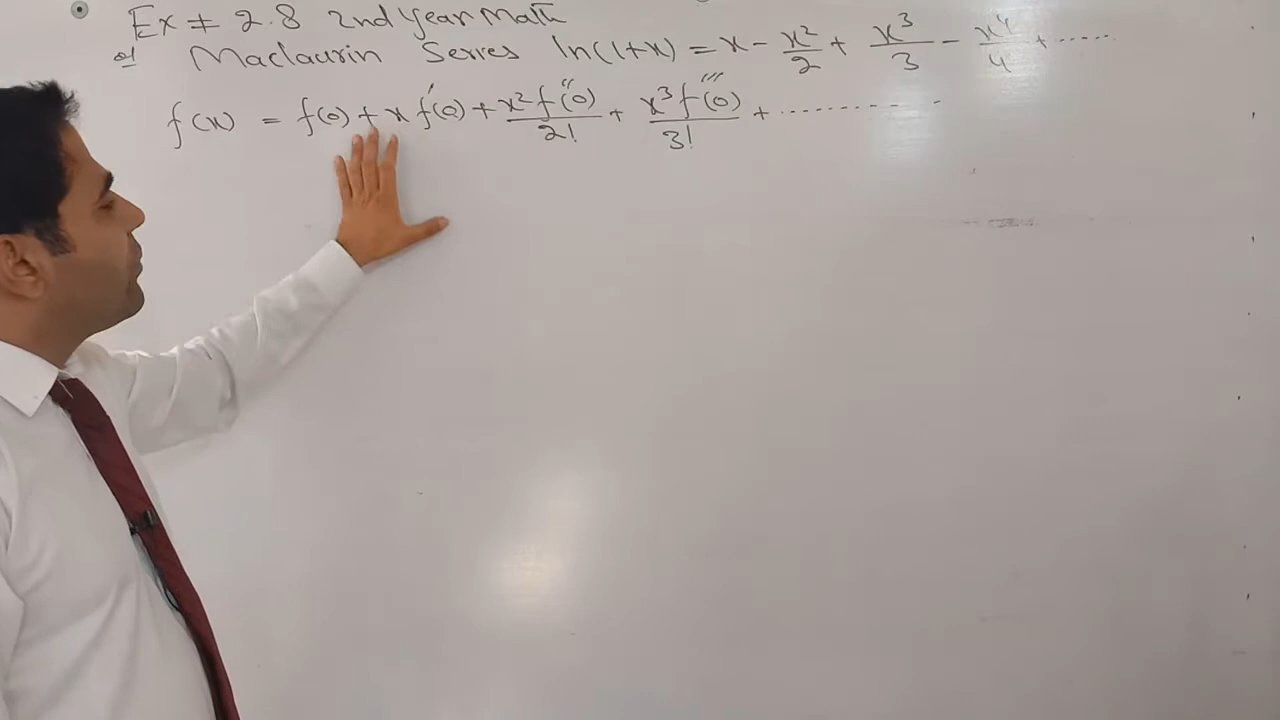 Ex # 2.8 2nd year Math
Q1 Maclaurin Series ln(1+x) = x - x²/2 + x³/3 - x⁴/4 + ......
f(x) = f(0) + x f′(0) + x² f″(0)/2! + x³ f‴(0)/3! + ..........